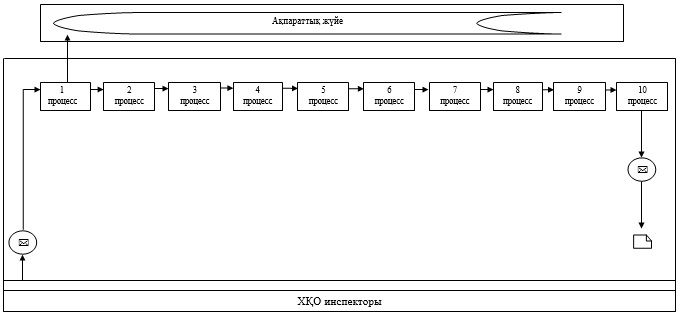 Ақпараттық жүйе
1
процесс
2
процесс
3
процесс
4
процесс
5
процесс
6
процесс
7
процесс
8
процесс
9
процесс
10
процесс
ХҚО инспекторы